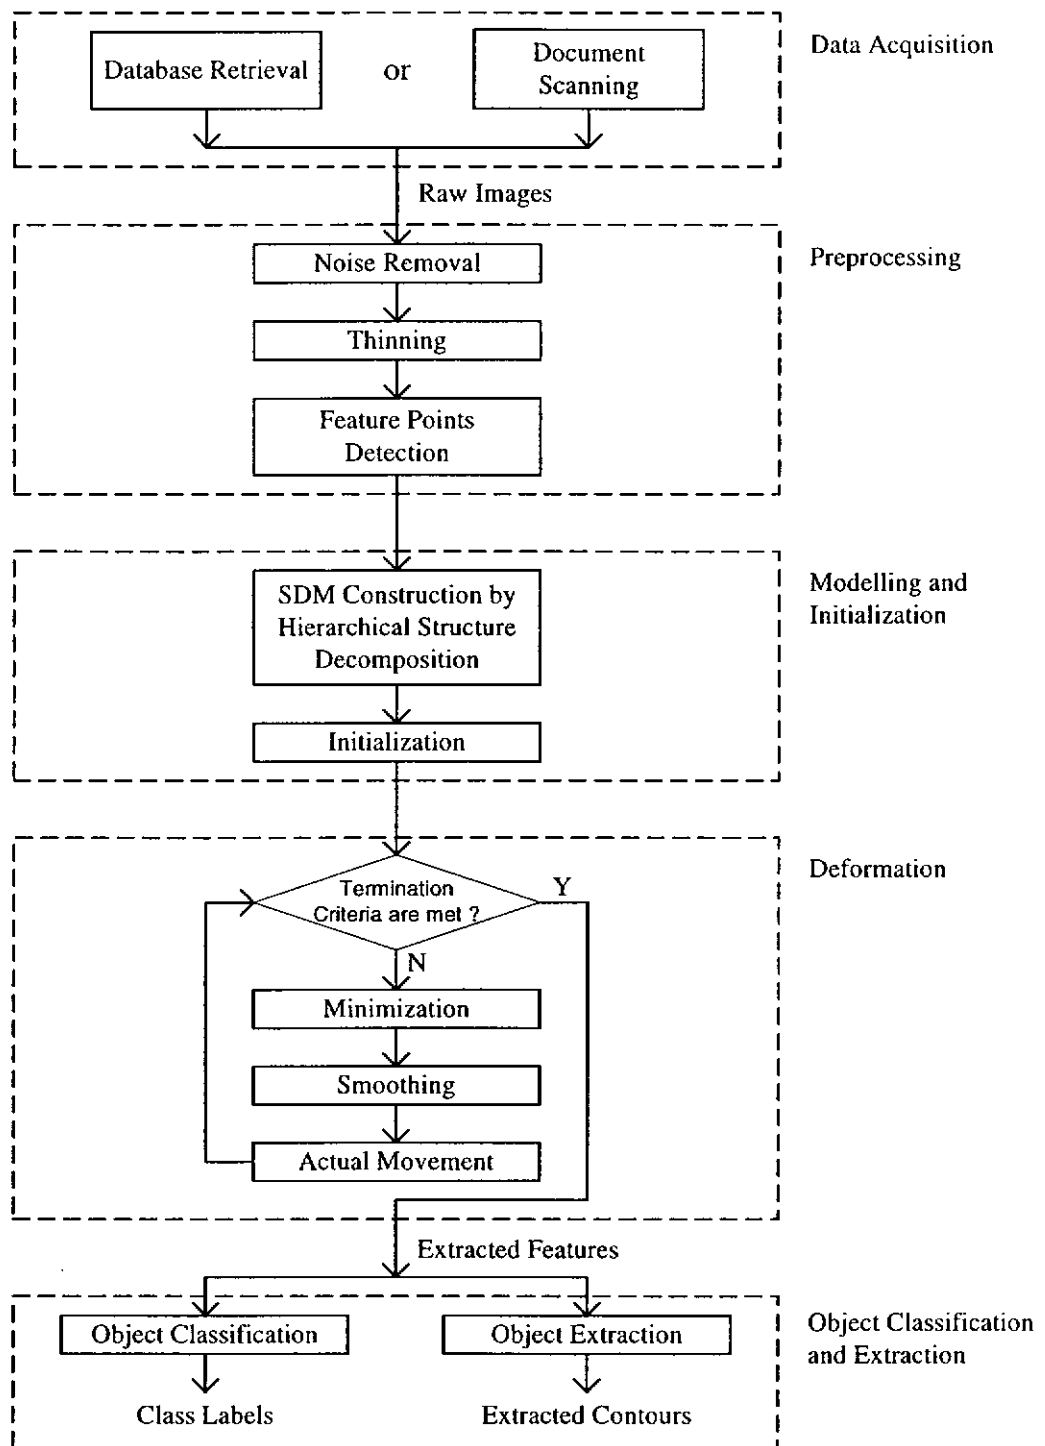 Data Acquisition
Database Retrieval
or
Document
Scanning
Raw Images
Preprocessing
Noise Removal
Thinning
Feature Points
Detection
Modelling and
Initialization
SDM Construction by
Hierarchical Structure
Decomposition
Initialization
Deformation
Termination
Criteria are met ?
Y
N
Minimization
Smoothing
Actual Movement
Extracted Features
Object Classification
and Extraction
Object Classification
Object Extraction
Class Labels
Extracted Contours